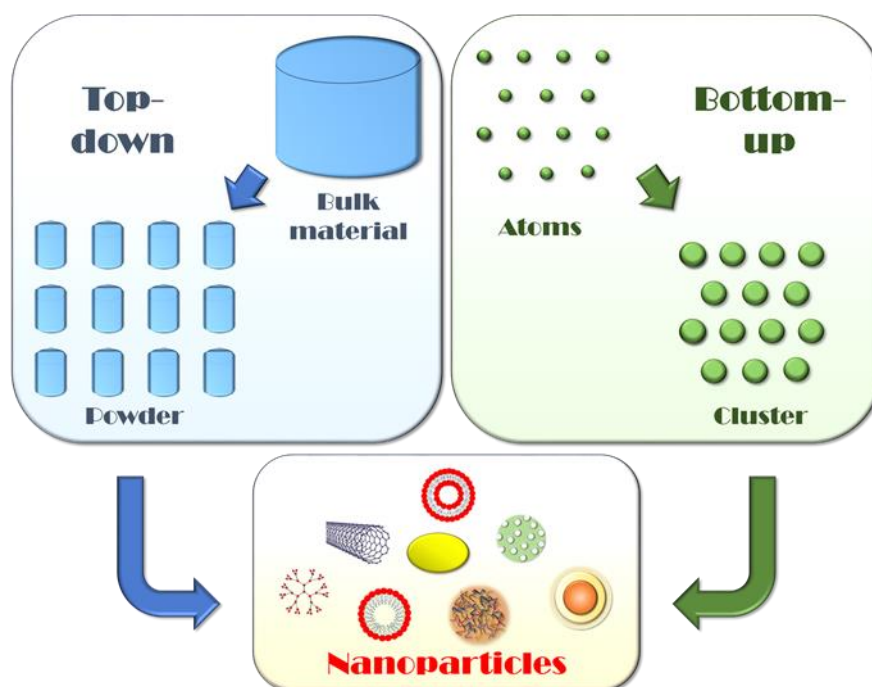 Top-
down
Bulk
material
Powder
Bottom-
up
Atoms
Cluster
Nanoparticles